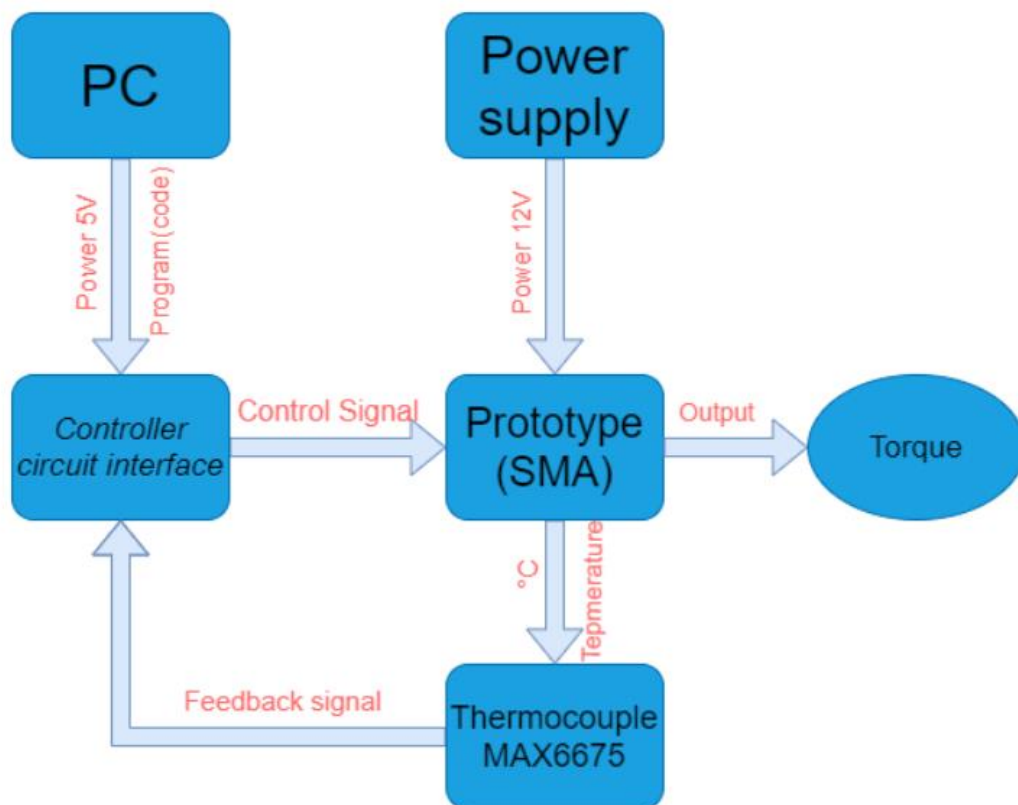 PC
Power
supply
Power 5V
Program(code)
Power 12V
Controller
circuit interface
Control Signal
Prototype
(SMA)
Output
Torque
°C
Tepmerature
Feedback signal
Thermocouple
MAX6675